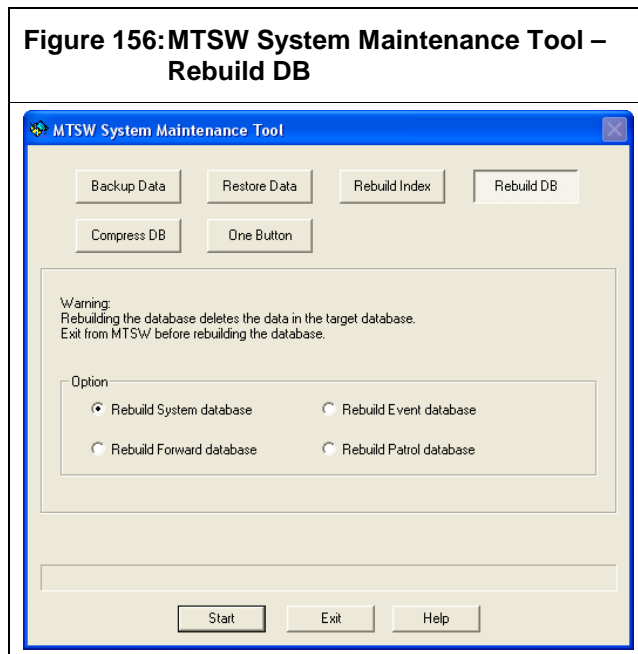 Figure 156: MTSW System Maintenance Tool –
Rebuild DB
MTSW System Maintenance Tool
Backup Data Restore Data Rebuild Index Rebuild DB
Compress DB One Button
Warning:
Rebuilding the database deletes the data in the target database.
Exit from MTSW before rebuilding the database.
Option
Rebuild System database Rebuild Event database
Rebuild Forward database Rebuild Patrol database
Start Exit Help